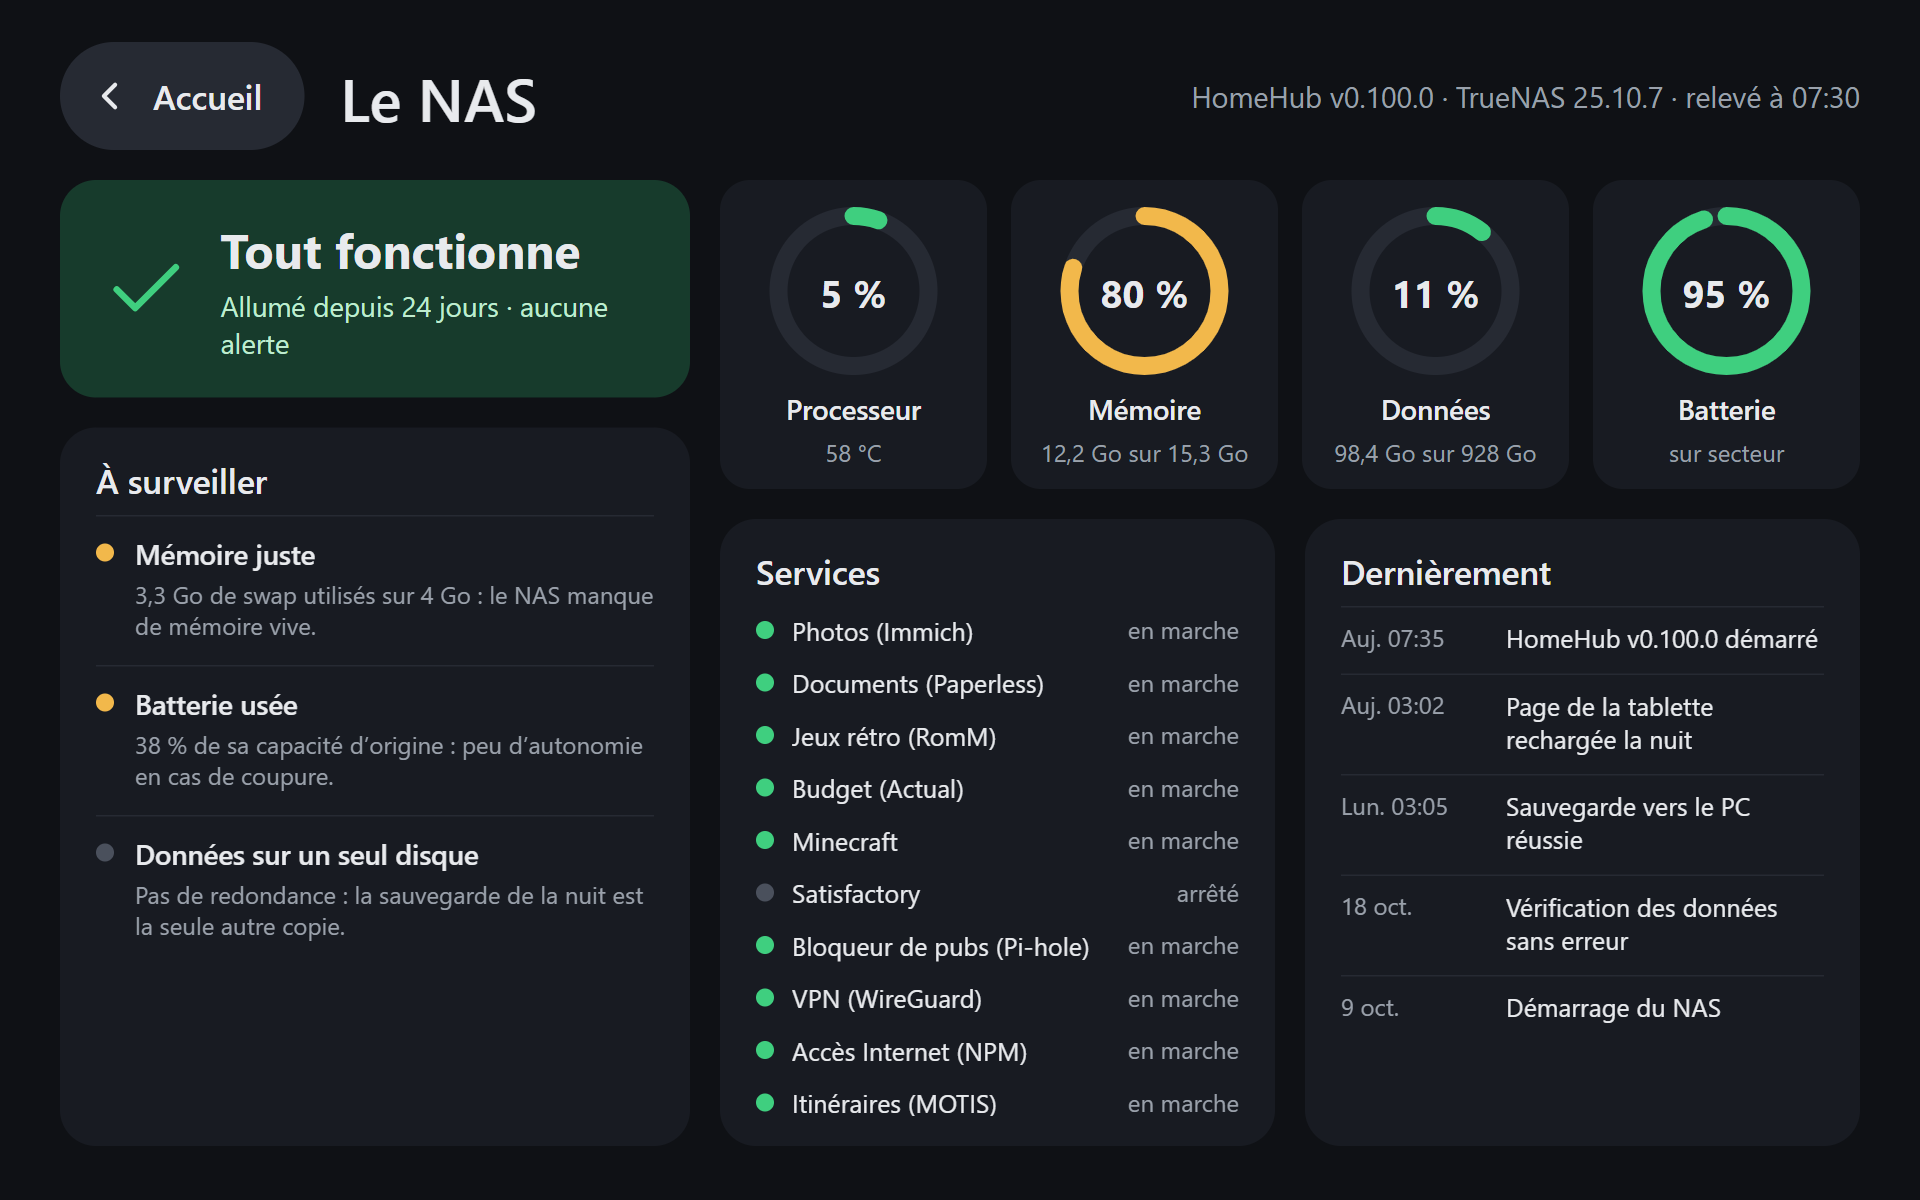 Accueil
Le NAS
HomeHub v0.100.0 · TrueNAS 25.10.7 · relevé à 07:30
Tout fonctionne
Allumé depuis 24 jours · aucune
alerte
À surveiller
Mémoire juste
3,3 Go de swap utilisés sur 4 Go : le NAS manque
de mémoire vive.
Batterie usée
38 % de sa capacité d’origine : peu d’autonomie
en cas de coupure.
Données sur un seul disque
Pas de redondance : la sauvegarde de la nuit est
la seule autre copie.
5 %
Processeur
58 °C
80 %
Mémoire
12,2 Go sur 15,3 Go
11 %
Données
98,4 Go sur 928 Go
95 %
Batterie
sur secteur
Services
Photos (Immich) en marche
Documents (Paperless) en marche
Jeux rétro (RomM) en marche
Budget (Actual) en marche
Minecraft en marche
Satisfactory arrêté
Bloqueur de pubs (Pi-hole) en marche
VPN (WireGuard) en marche
Accès Internet (NPM) en marche
Itinéraires (MOTIS) en marche
Dernièrement
Auj. 07:35 HomeHub v0.100.0 démarré
Auj. 03:02 Page de la tablette
rechargée la nuit
Lun. 03:05 Sauvegarde vers le PC
réussie
18 oct. Vérification des données
sans erreur
9 oct. Démarrage du NAS